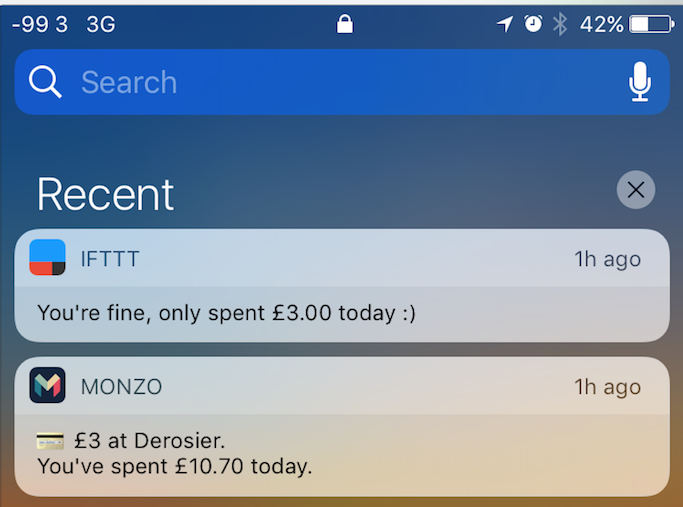 -99 3 3G 42%
Search
Recent
IFTTT 1h ago
You're fine, only spent £3.00 today :)
MONZO 1h ago
💳 £3 at Derosier.
You've spent £10.70 today.